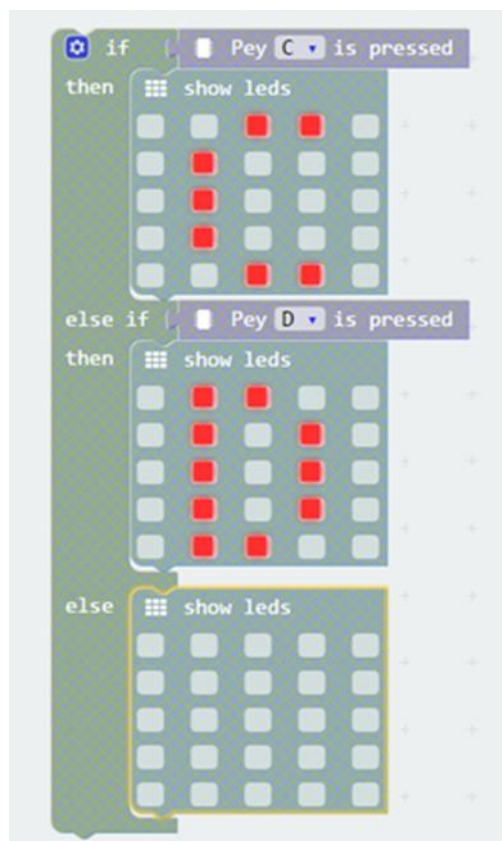 if Pey C is pressed
then show leds
else if Pey D is pressed
then show leds
else show leds